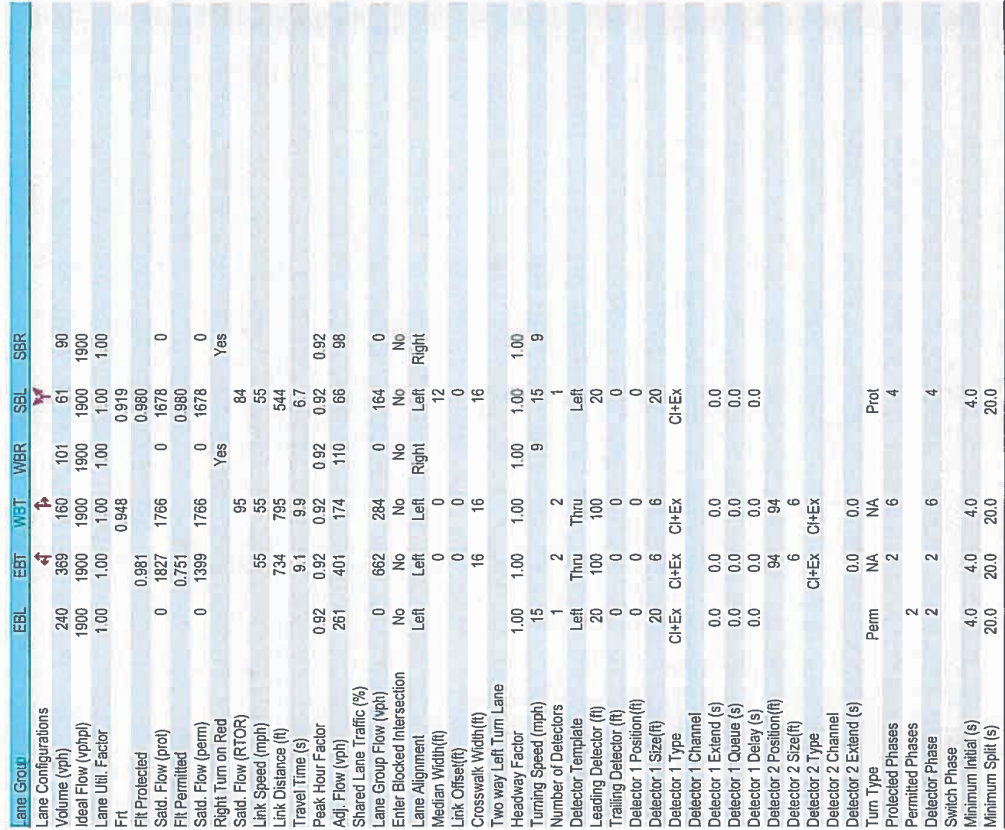 Lane Group EBL EBT WBT WBR SBL SBR
Lane Configurations
Volume (vph) 240 369 160 101 61 90
Ideal Flow (vphpl) 1900 1900 1900 1900 1900 1900
Lane Util. Factor 1.00 1.00 1.00 1.00 1.00 1.00
Frt 0.948 0.919
Flt Protected 0.981 0.980
Satd. Flow (prot) 0 1827 1766 0 1678 0
Flt Permitted 0.751 0.980
Satd. Flow (perm) 0 1399 1766 0 1678 0
Right Turn on Red Yes Yes
Satd. Flow (RTOR) 95 84
Link Speed (mph) 55 55 55
Link Distance (ft) 734 795 544
Travel Time (s) 9.1 9.9 6.7
Peak Hour Factor 0.92 0.92 0.92 0.92 0.92 0.92
Adj. Flow (vph) 261 401 174 110 66 98
Shared Lane Traffic (%)
Lane Group Flow (vph) 0 662 284 0 164 0
Enter Blocked Intersection No No No No No No
Lane Alignment Left Left Left Right Left Right
Median Width(ft) 0 0 12
Link Offset(ft) 0 0 0
Crosswalk Width(ft) 16 16 16
Two way Left Turn Lane
Headway Factor 1.00 1.00 1.00 1.00 1.00 1.00
Turning Speed (mph) 15 9 15 9
Number of Detectors 1 2 2 1
Detector Template Left Thru Thru Left
Leading Detector (ft) 20 100 100 20
Trailing Detector (ft) 0 0 0 0
Detector 1 Position(ft) 0 0 0 0
Detector 1 Size(ft) 20 6 6 20
Detector 1 Type Cl+Ex Cl+Ex Cl+Ex Cl+Ex
Detector 1 Channel
Detector 1 Extend (s) 0.0 0.0 0.0 0.0
Detector 1 Queue (s) 0.0 0.0 0.0 0.0
Detector 1 Delay (s) 0.0 0.0 0.0 0.0
Detector 2 Position(ft) 94 94
Detector 2 Size(ft) 6 6
Detector 2 Type Cl+Ex Cl+Ex
Detector 2 Channel
Detector 2 Extend (s) 0.0 0.0
Turn Type Perm NA NA Prot
Protected Phases 2 6 4
Permitted Phases 2
Detector Phase 2 2 6 4
Switch Phase
Minimum Initial (s) 4.0 4.0 4.0 4.0
Minimum Split (s) 20.0 20.0 20.0 20.0